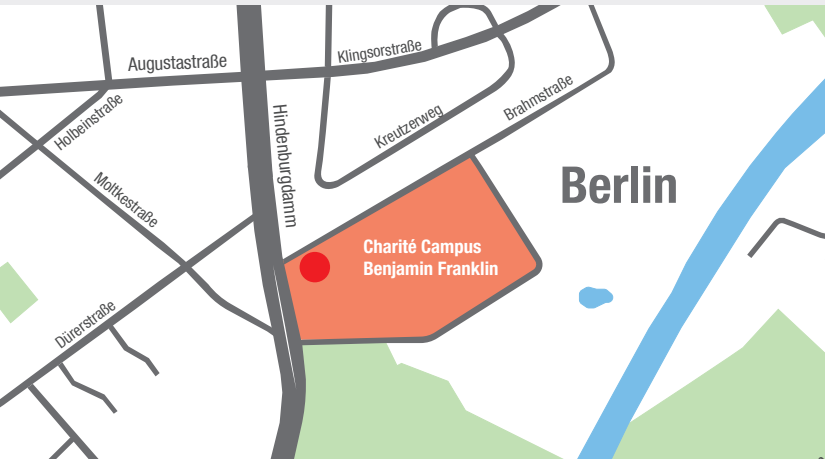 Augustastraße
Klingsorstraße
Holbeinstraße
Hindenburgdamm
Kreutzerweg
Brahmstraße
Moltkestraße
Berlin
Charité Campus
Benjamin Franklin
Dürerstraße